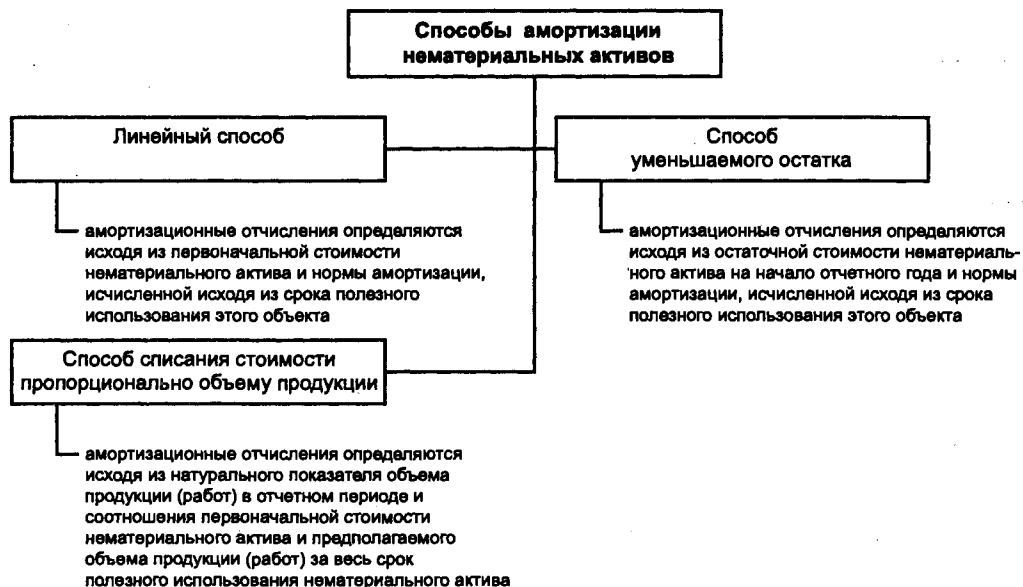 Способы амортизации
нематериальных активов
Линейный способ
амортизационные отчисления определяются
исходя из первоначальной стоимости
нематериального актива и нормы амортизации,
исчисленной исходя из срока полезного
использования этого объекта
Способ
уменьшаемого остатка
амортизационные отчисления определяются
исходя из остаточной стоимости нематериаль-
ного актива на начало отчетного года и нормы
амортизации, исчисленной исходя из срока
полезного использования этого объекта
Способ списания стоимости
пропорционально объему продукции
амортизационные отчисления определяются
исходя из натурального показателя объема
продукции (работ) в отчетном периоде и
соотношения первоначальной стоимости
нематериального актива и предполагаемого
объема продукции (работ) за весь срок
полезного использования нематериального актива